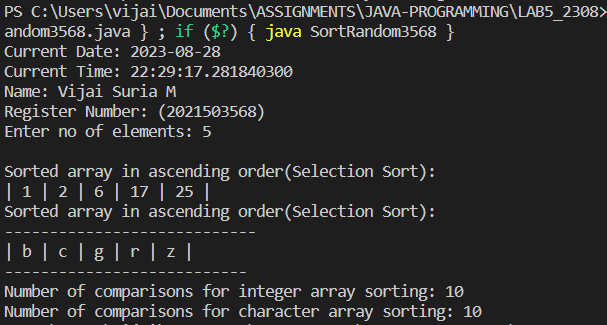 PS C:\Users\vijai\Documents\ASSIGNMENTS\JAVA-PROGRAMMING\LAB5_2308>
andom3568.java } ; if ($?) { java SortRandom3568 }
Current Date: 2023-08-28
Current Time: 22:29:17.281840300
Name: Vijai Suria M
Register Number: (2021503568)
Enter no of elements: 5
Sorted array in ascending order(Selection Sort):
| 1 | 2 | 6 | 17 | 25 |
Sorted array in ascending order(Selection Sort):
----------------------------
| b | c | g | r | z |
---------------------------
Number of comparisons for integer array sorting: 10
Number of comparisons for character array sorting: 10